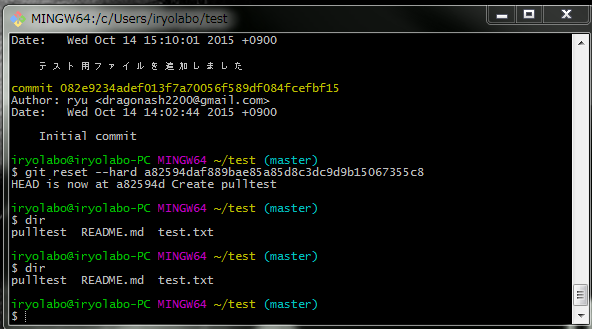 MINGW64:/c/Users/iryolabo/test
Date:   Wed Oct 14 15:10:01 2015 +0900
テスト用ファイルを追加しました
commit 082e9234adef013f7a70056f589df084fcefbf15
Author: ryu <dragonash2200@gmail.com>
Date:   Wed Oct 14 14:02:44 2015 +0900
Initial commit
iryolabo@iryolabo-PC MINGW64 ~/test (master)
$ git reset --hard a82594daf889bae85a85d8c3dc9d9b15067355c8
HEAD is now at a82594d Create pulltest
iryolabo@iryolabo-PC MINGW64 ~/test (master)
$ dir
pulltest  README.md  test.txt
iryolabo@iryolabo-PC MINGW64 ~/test (master)
$ dir
pulltest  README.md  test.txt
iryolabo@iryolabo-PC MINGW64 ~/test (master)
$